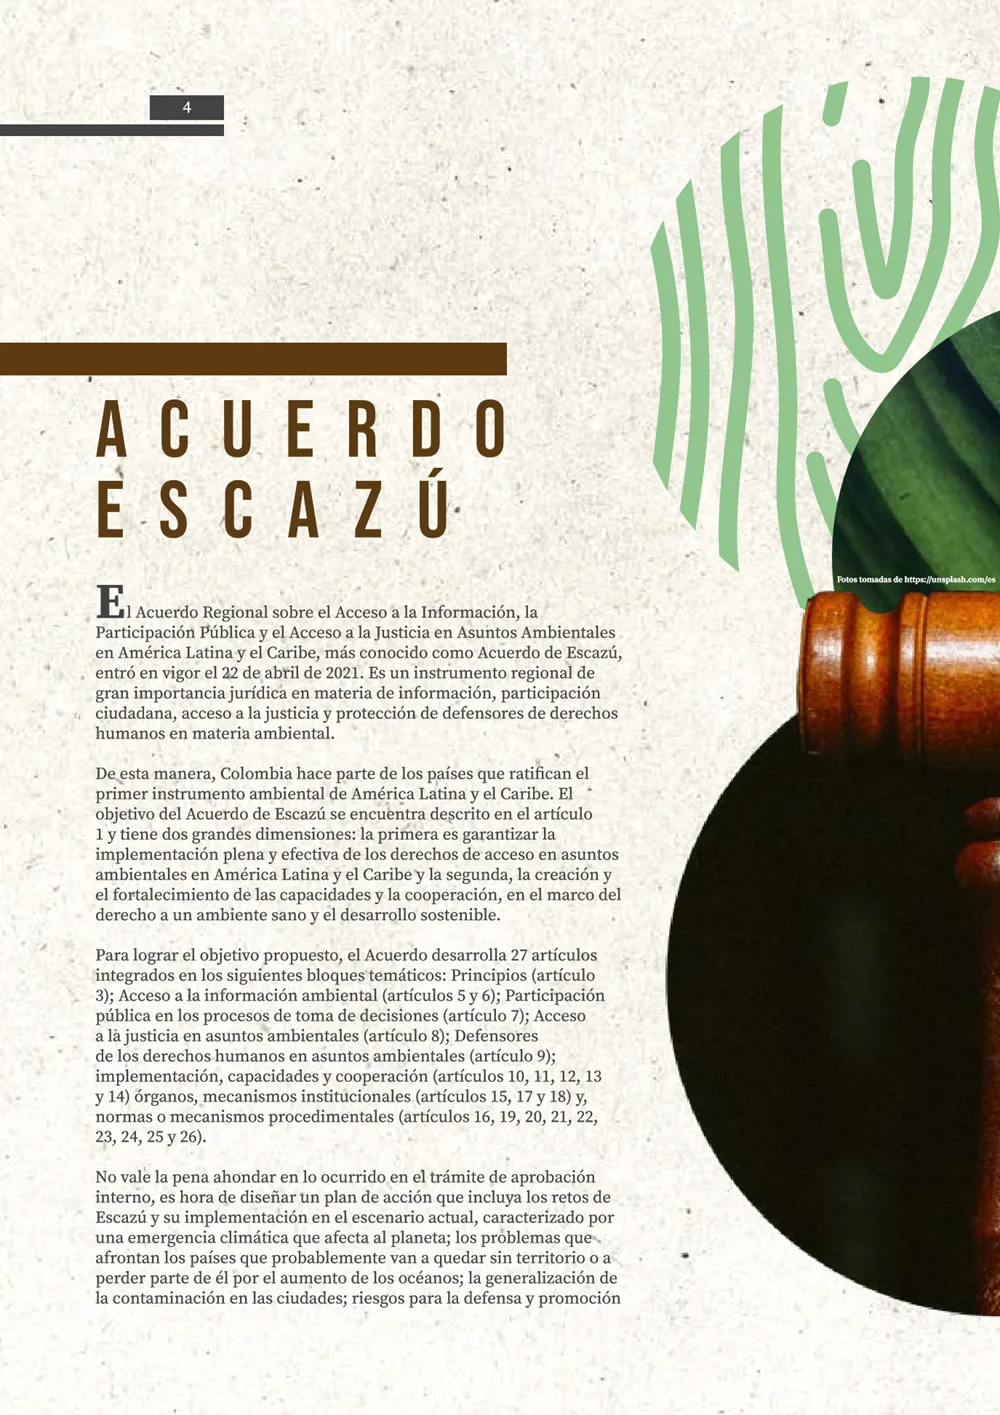 4
ACUERDO
ESCAZÚ
El Acuerdo Regional sobre el Acceso a la Información, la
Participación Pública y el Acceso a la Justicia en Asuntos Ambientales
en América Latina y el Caribe, más conocido como Acuerdo de Escazú,
entró en vigor el 22 de abril de 2021. Es un instrumento regional de
gran importancia jurídica en materia de información, participación
ciudadana, acceso a la justicia y protección de defensores de derechos
humanos en materia ambiental.
De esta manera, Colombia hace parte de los países que ratifican el
primer instrumento ambiental de América Latina y el Caribe. El
objetivo del Acuerdo de Escazú se encuentra descrito en el artículo
1 y tiene dos grandes dimensiones: la primera es garantizar la
implementación plena y efectiva de los derechos de acceso en asuntos
ambientales en América Latina y el Caribe y la segunda, la creación y
el fortalecimiento de las capacidades y la cooperación, en el marco del
derecho a un ambiente sano y el desarrollo sostenible.
Para lograr el objetivo propuesto, el Acuerdo desarrolla 27 artículos
integrados en los siguientes bloques temáticos: Principios (artículo
3); Acceso a la información ambiental (artículos 5 y 6); Participación
pública en los procesos de toma de decisiones (artículo 7); Acceso
a la justicia en asuntos ambientales (artículo 8); Defensores
de los derechos humanos en asuntos ambientales (artículo 9);
implementación, capacidades y cooperación (artículos 10, 11, 12, 13
y 14) órganos, mecanismos institucionales (artículos 15, 17 y 18) y,
normas o mecanismos procedimentales (artículos 16, 19, 20, 21, 22,
23, 24, 25 y 26).
No vale la pena ahondar en lo ocurrido en el trámite de aprobación
interno, es hora de diseñar un plan de acción que incluya los retos de
Escazú y su implementación en el escenario actual, caracterizado por
una emergencia climática que afecta al planeta; los problemas que
afrontan los países que probablemente van a quedar sin territorio o a
perder parte de él por el aumento de los océanos; la generalización de
la contaminación en las ciudades; riesgos para la defensa y promoción
Fotos tomadas de https://unsplash.com/es